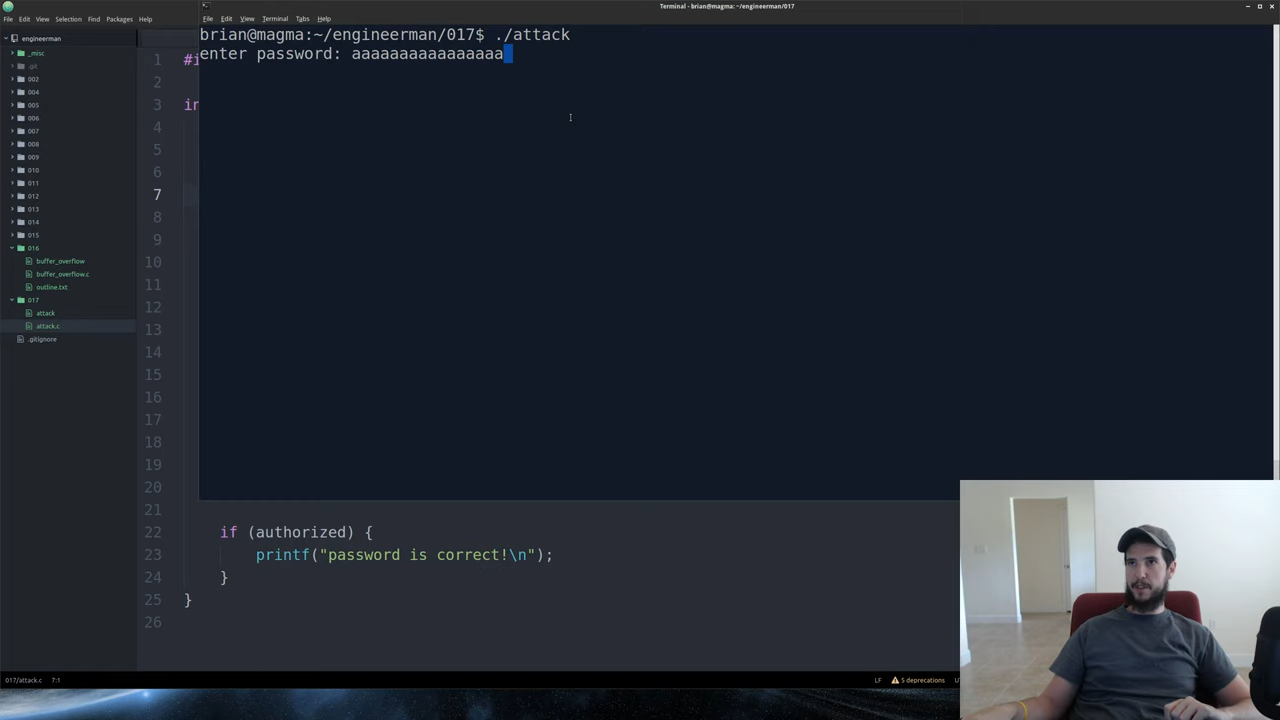 Terminal - brian@magma: ~/engineerman/017
File Edit View Selection Find Packages Help
File Edit View Terminal Tabs Help
engineerman
_misc
.git
002
004
005
006
007
008
009
010
011
012
013
014
015
016
buffer_overflow
buffer_overflow.c
outline.txt
017
attack
attack.c
.gitignore
brian@magma:~/engineerman/017$ ./attack
enter password: aaaaaaaaaaaaaaaa
1 #i
2
3 in
4
5
6
7
8
9
10
11
12
13
14
15
16
17
18
19
20
21
22 if (authorized) {
23 printf("password is correct!\n");
24 }
25 }
26
017/attack.c 7:1
LF 5 deprecations